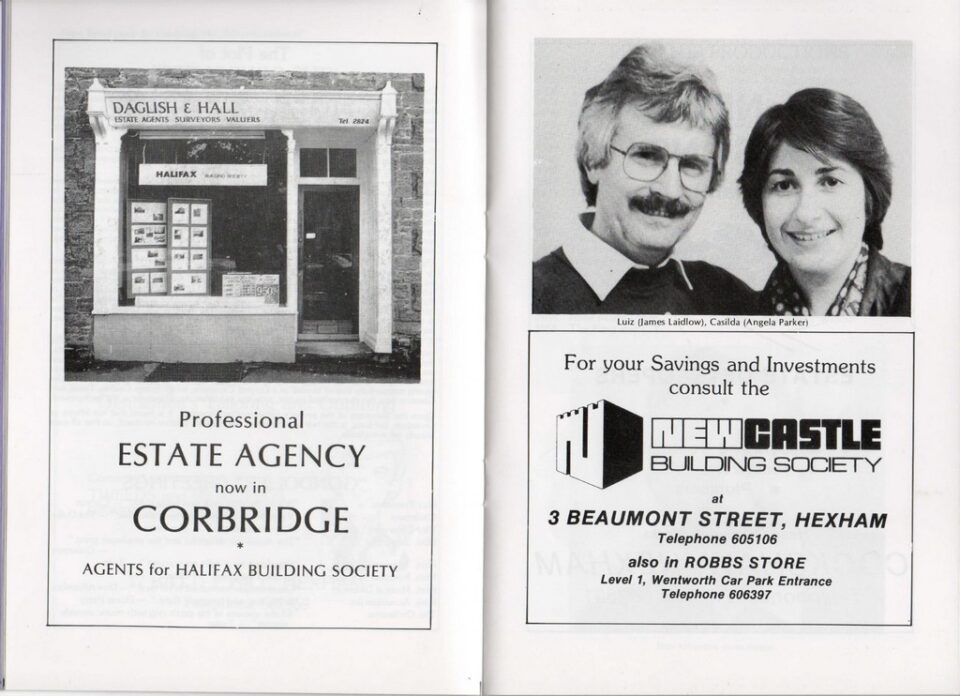 DAGLISH & HALL
ESTATE AGENTS SURVEYORS VALUERS
Tel. 2824
HALIFAX BUILDING SOCIETY
Professional
ESTATE AGENCY
now in
CORBRIDGE
*
AGENTS for HALIFAX BUILDING SOCIETY
Luiz (James Laidlow), Casilda (Angela Parker)
For your Savings and Investments
consult the
NEWCASTLE
BUILDING SOCIETY
at
3 BEAUMONT STREET, HEXHAM
Telephone 605106
also in ROBBS STORE
Level 1, Wentworth Car Park Entrance
Telephone 606397